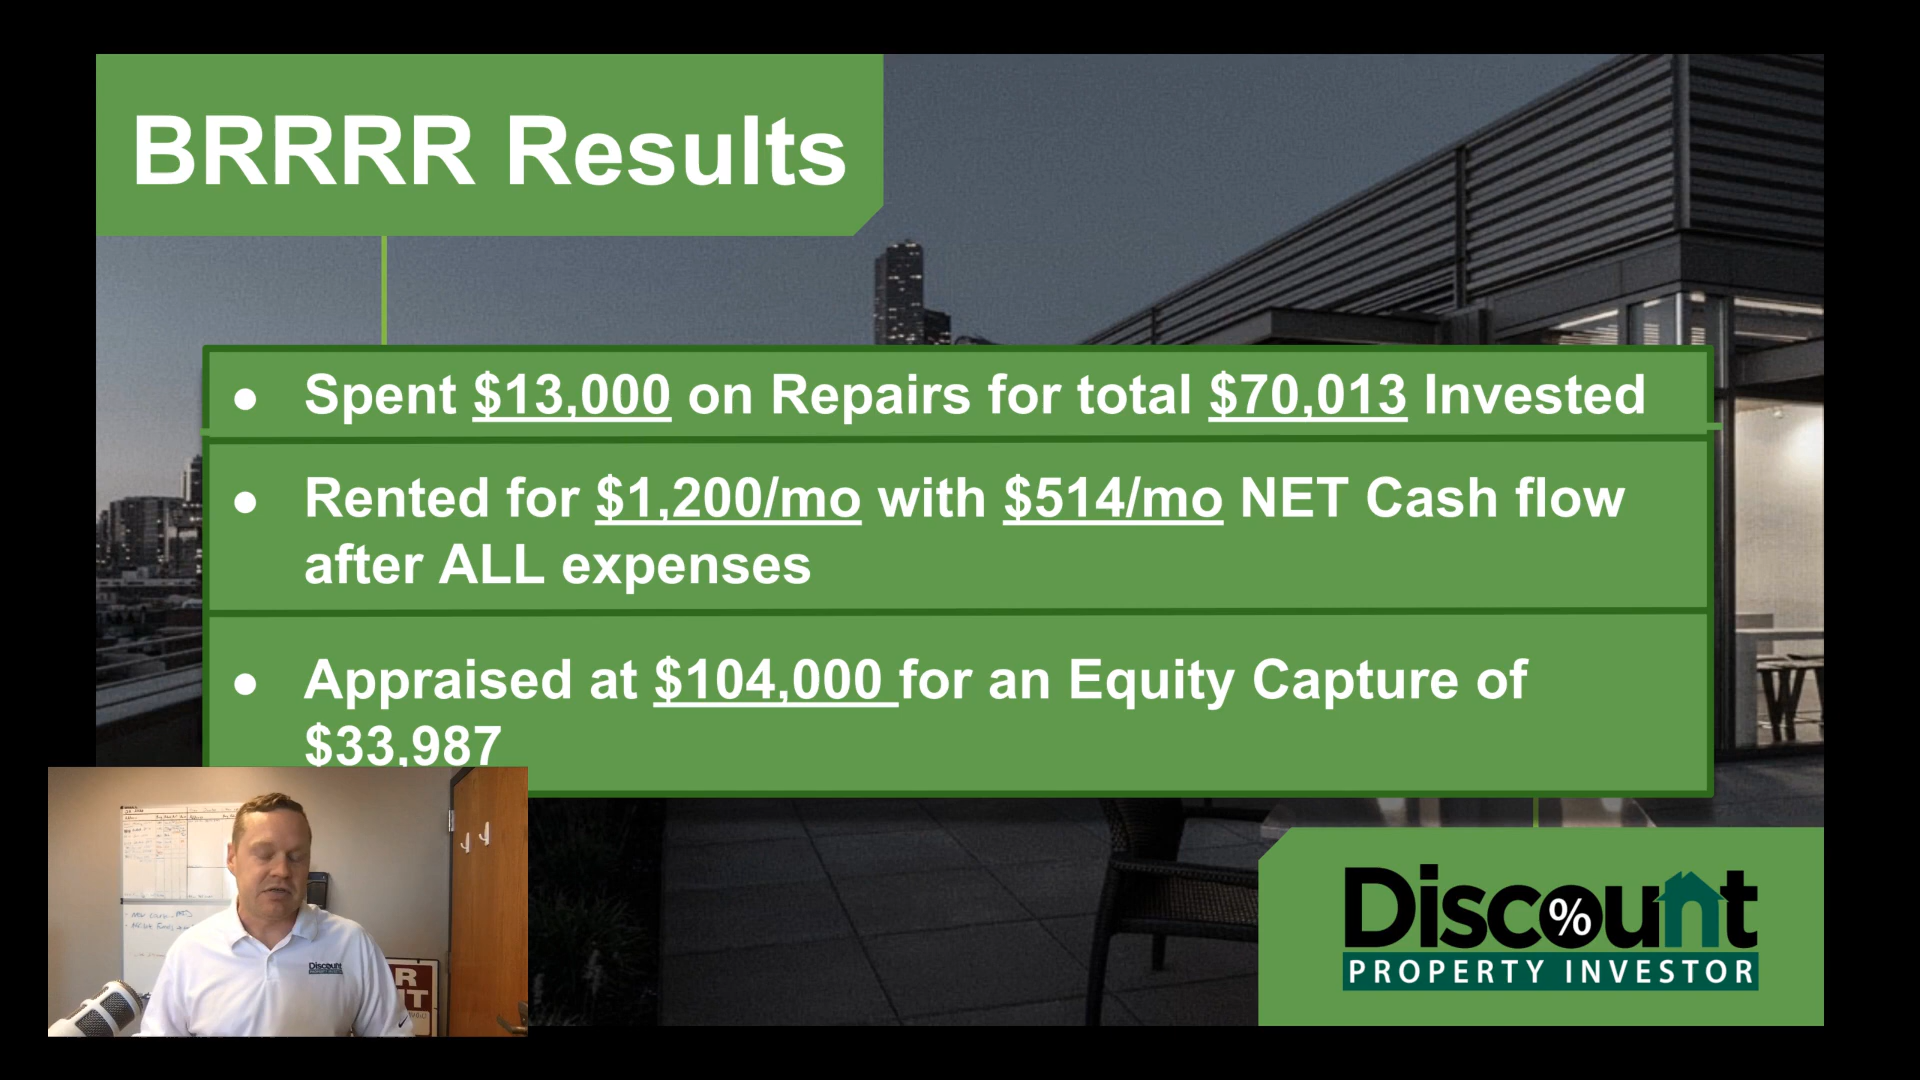 BRRRR Results
● Spent $13,000 on Repairs for total $70,013 Invested
● Rented for $1,200/mo with $514/mo NET Cash flow
after ALL expenses
● Appraised at $104,000 for an Equity Capture of
$33,987
Discount
R
T
Disc%unt
PROPERTY INVESTOR